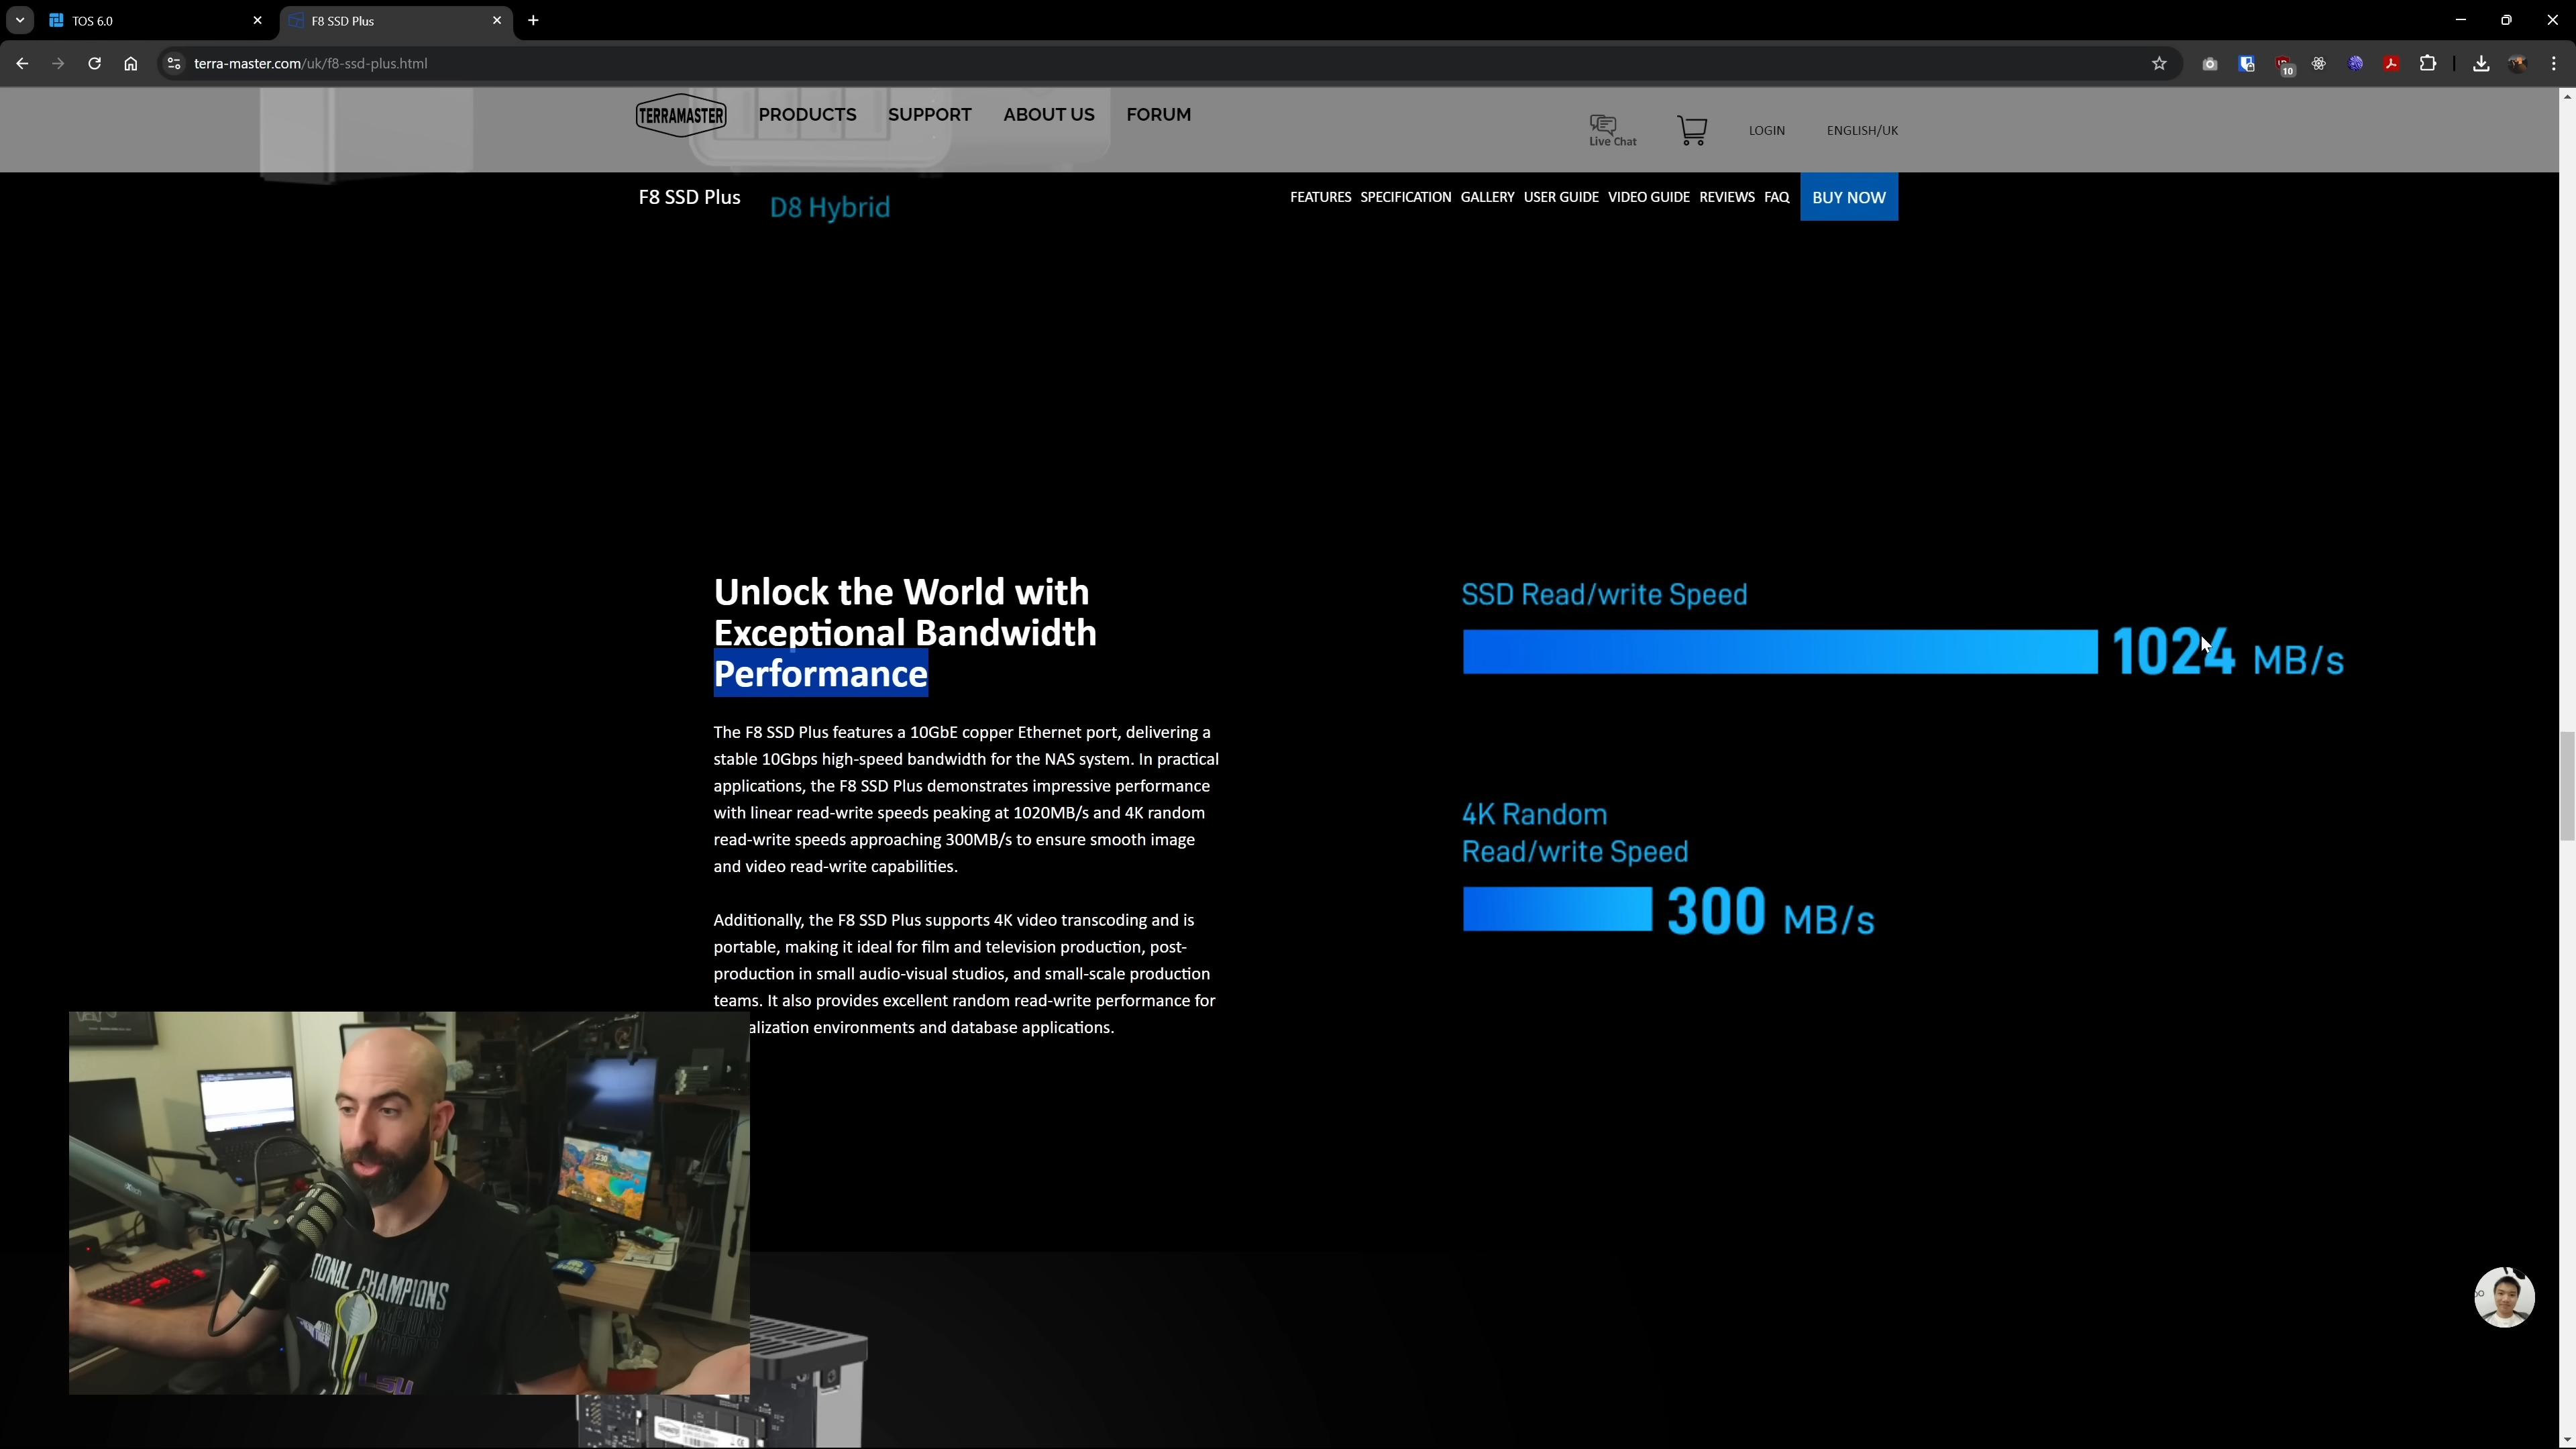 TOS 6.0
F8 SSD Plus
terra-master.com/uk/f8-ssd-plus.html
10
TERRAMASTER
PRODUCTS
SUPPORT
ABOUT US
FORUM
Live Chat
LOGIN
ENGLISH/UK
F8 SSD Plus
D8 Hybrid
FEATURES
SPECIFICATION
GALLERY
USER GUIDE
VIDEO GUIDE
REVIEWS
FAQ
BUY NOW
Unlock the World with
Exceptional Bandwidth
Performance
The F8 SSD Plus features a 10GbE copper Ethernet port, delivering a
stable 10Gbps high-speed bandwidth for the NAS system. In practical
applications, the F8 SSD Plus demonstrates impressive performance
with linear read-write speeds peaking at 1020MB/s and 4K random
read-write speeds approaching 300MB/s to ensure smooth image
and video read-write capabilities.
Additionally, the F8 SSD Plus supports 4K video transcoding and is
portable, making it ideal for film and television production, post-
production in small audio-visual studios, and small-scale production
teams. It also provides excellent random read-write performance for
alization environments and database applications.
SSD Read/write Speed
1024 MB/s
4K Random
Read/write Speed
300 MB/s
2:30
TIONAL CHAMPIONS
LSU